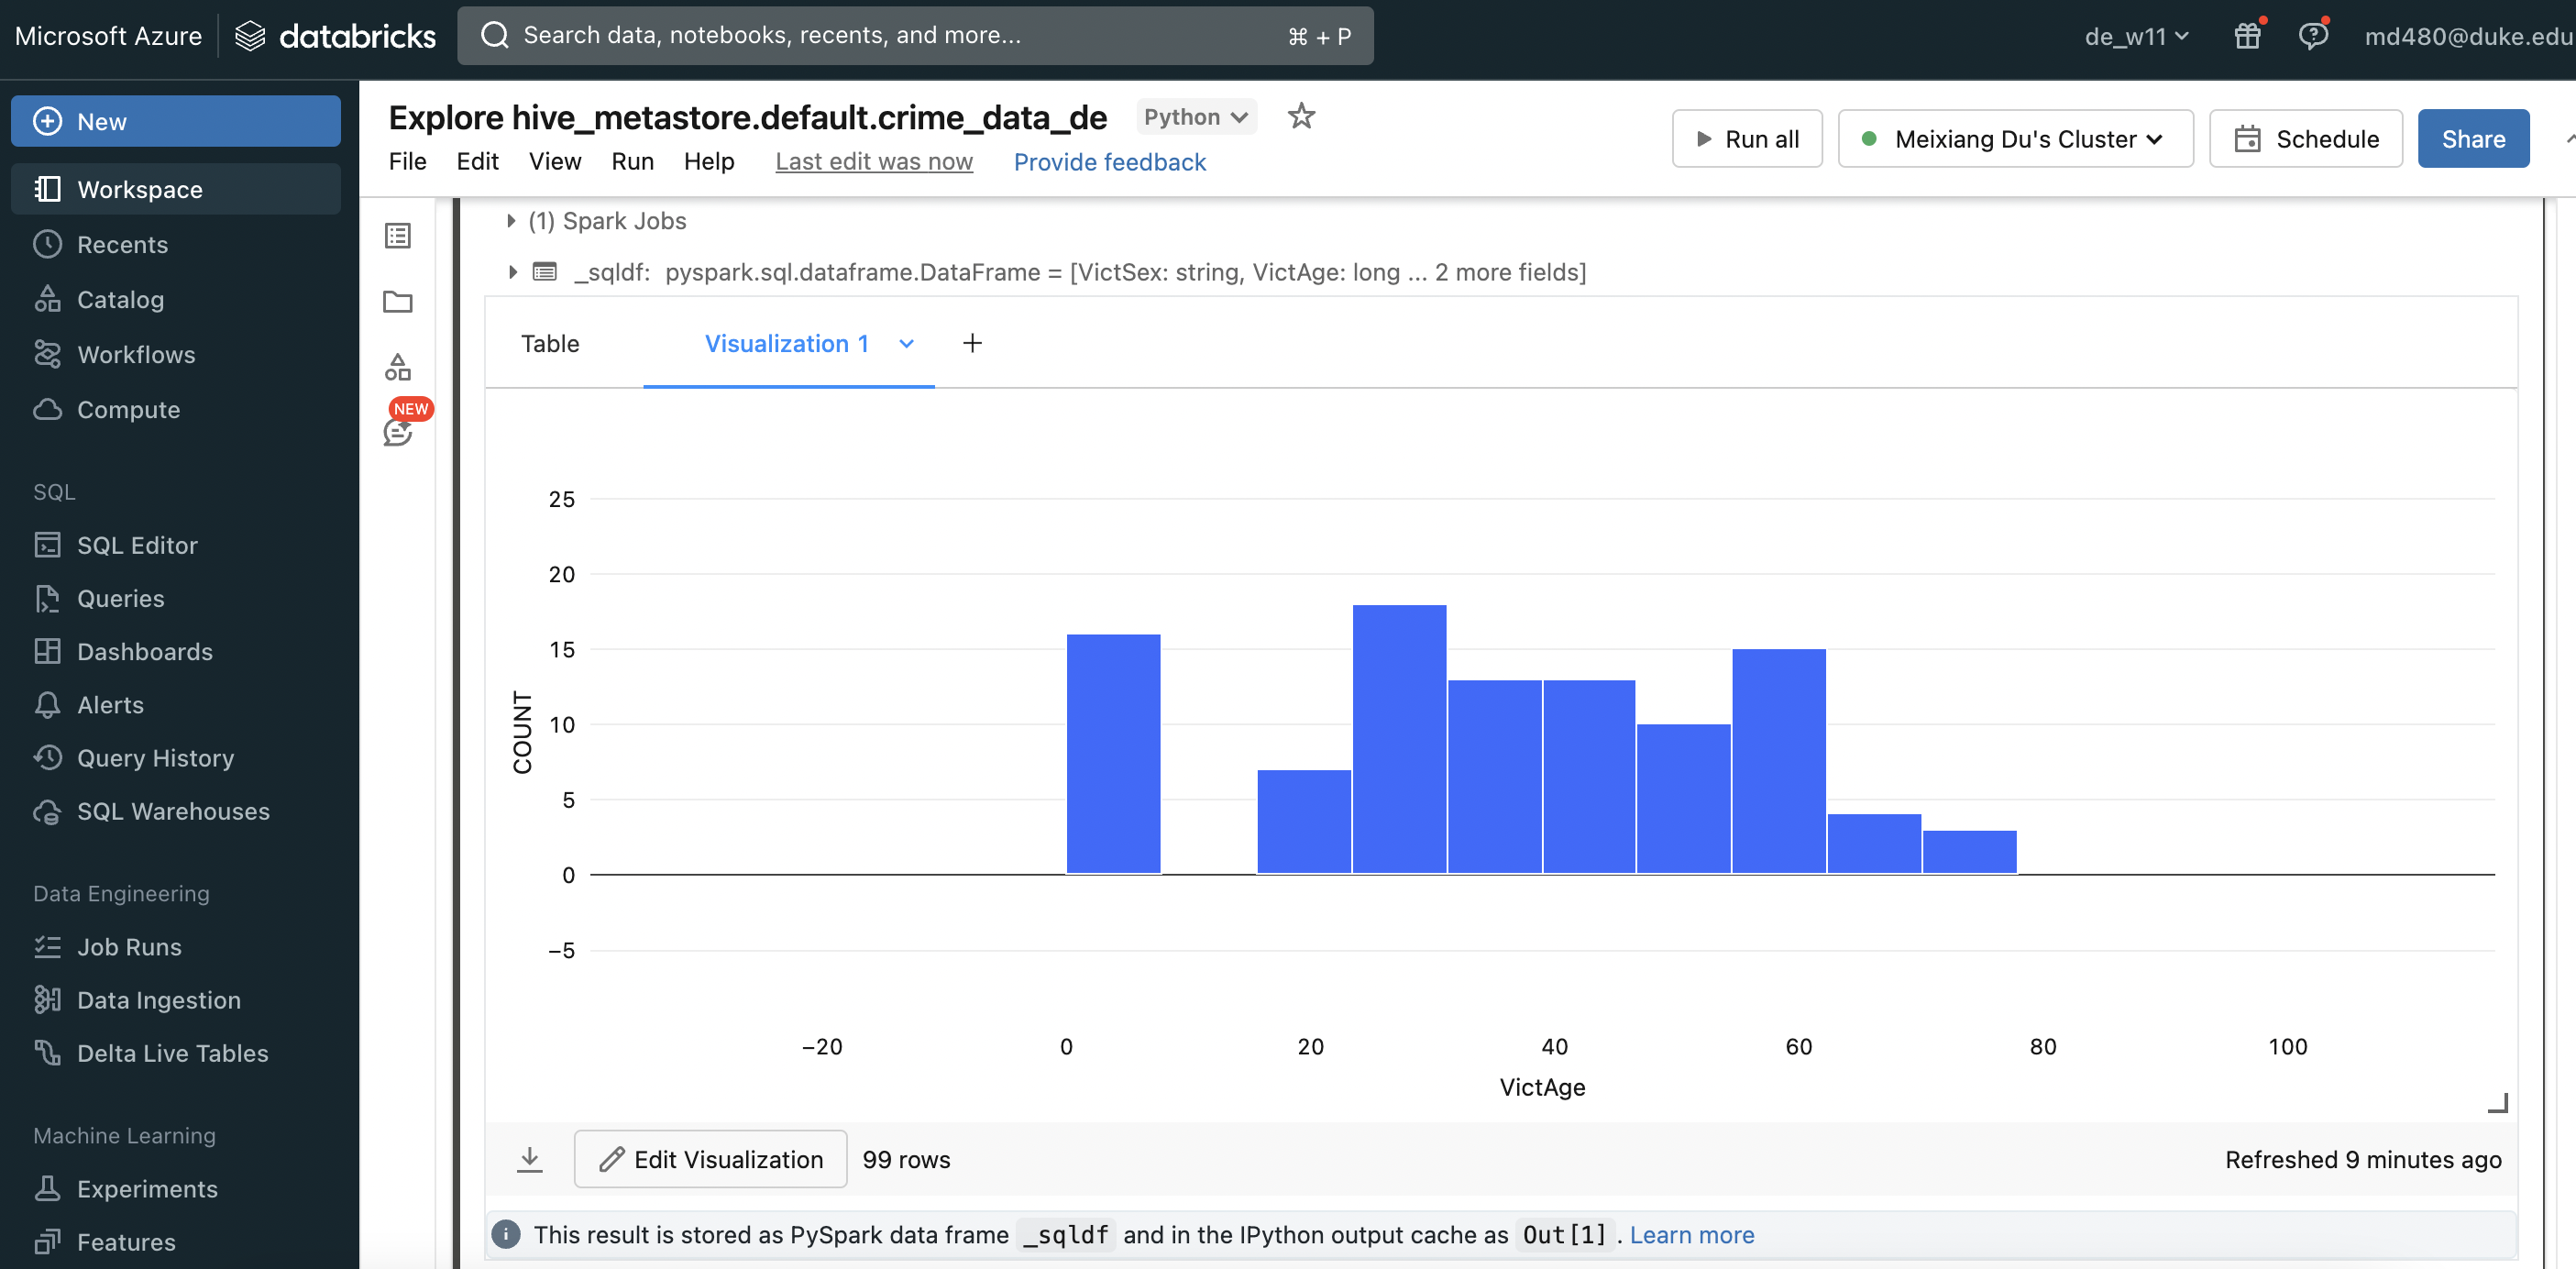 Microsoft Azure databricks Search data, notebooks, recents, and more... ⌘ + P de_w11 md480@duke.edu
New
Workspace
Recents
Catalog
Workflows
Compute
SQL
SQL Editor
Queries
Dashboards
Alerts
Query History
SQL Warehouses
Data Engineering
Job Runs
Data Ingestion
Delta Live Tables
Machine Learning
Experiments
Features
Explore hive_metastore.default.crime_data_de Python
File Edit View Run Help Last edit was now Provide feedback
Run all Meixiang Du's Cluster Schedule Share
NEW
(1) Spark Jobs
_sqldf: pyspark.sql.dataframe.DataFrame = [VictSex: string, VictAge: long ... 2 more fields]
Table Visualization 1 +
25
20
15
10
5
0
−5
COUNT
−20 0 20 40 60 80 100
VictAge
Edit Visualization 99 rows Refreshed 9 minutes ago
This result is stored as PySpark data frame _sqldf and in the IPython output cache as Out[1] . Learn more